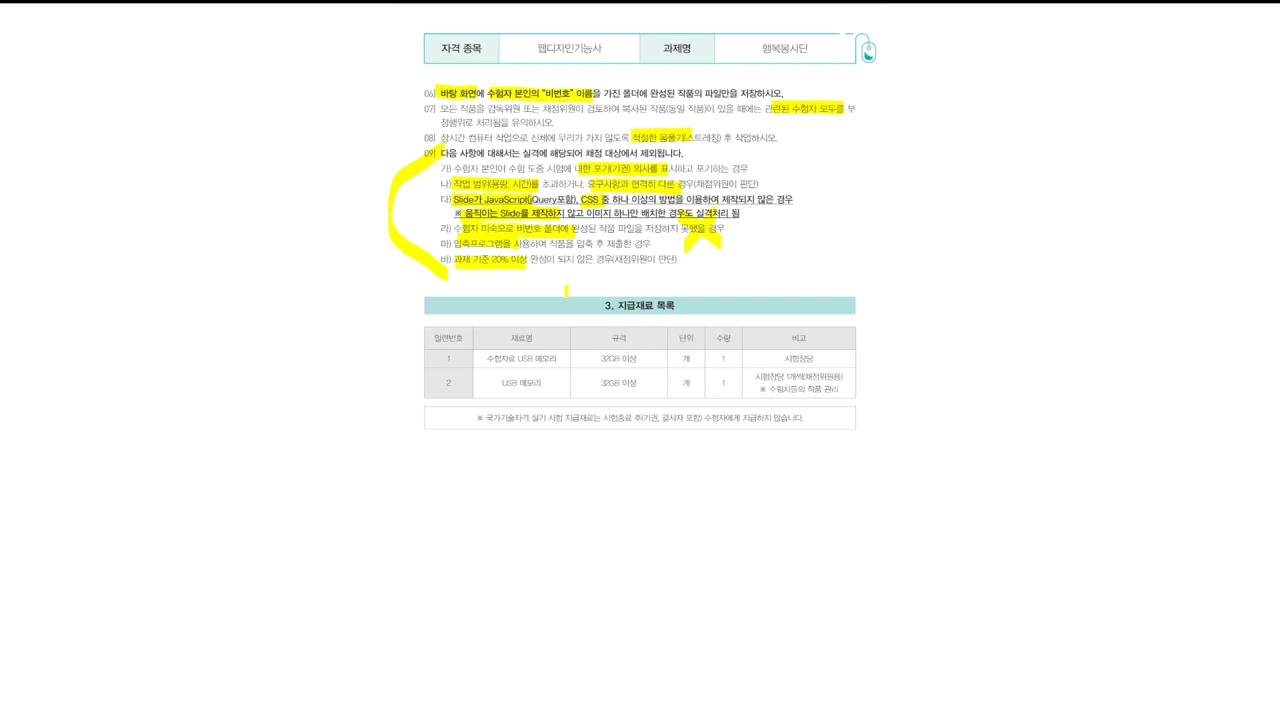 자격 종목 웹디자인기능사 과제명 행복봉사단
06) 바탕 화면에 수험자 본인의 "비번호" 이름을 가진 폴더에 완성된 작품의 파일만을 저장하시오.
07) 모든 작품을 감독위원 또는 채점위원이 검토하여 복사된 작품(동일 작품)이 있을 때에는 관련된 수험자 모두를 부
정행위로 처리됨을 유의하시오.
08) 장시간 컴퓨터 작업으로 신체에 무리가 가지 않도록 적절한 몸풀기(스트레칭) 후 작업하시오.
09) 다음 사항에 대해서는 실격에 해당되어 채점 대상에서 제외됩니다.
가) 수험자 본인이 수험 도중 시험에 대한 포기(기권) 의사를 표시하고 포기하는 경우
나) 작업 범위(용량, 시간)를 초과하거나, 요구사항과 현격히 다른 경우(채점위원이 판단)
다) Slide가 JavaScript(jQuery포함), CSS 중 하나 이상의 방법을 이용하여 제작되지 않은 경우
※ 움직이는 Slide를 제작하지 않고 이미지 하나만 배치한 경우도 실격처리 됨
라) 수험자 미숙으로 비번호 폴더에 완성된 작품 파일을 저장하지 못했을 경우
마) 압축프로그램을 사용하여 작품을 압축 후 제출한 경우
바) 과제 기준 20% 이상 완성이 되지 않은 경우(채점위원이 판단)
3. 지급재료 목록
일련번호 재료명 규격 단위 수량 비고
1 수험자로 USB 메모리 32GB 이상 개 1 시험장당
2 USB 메모리 32GB 이상 개 1 시험장당 1개씩(채점위원용)
※ 수험자들의 작품 관리
※ 국가기술자격 실기 시험 지급재료는 시험종료 후(기권, 결시자 포함) 수험자에게 지급하지 않습니다.